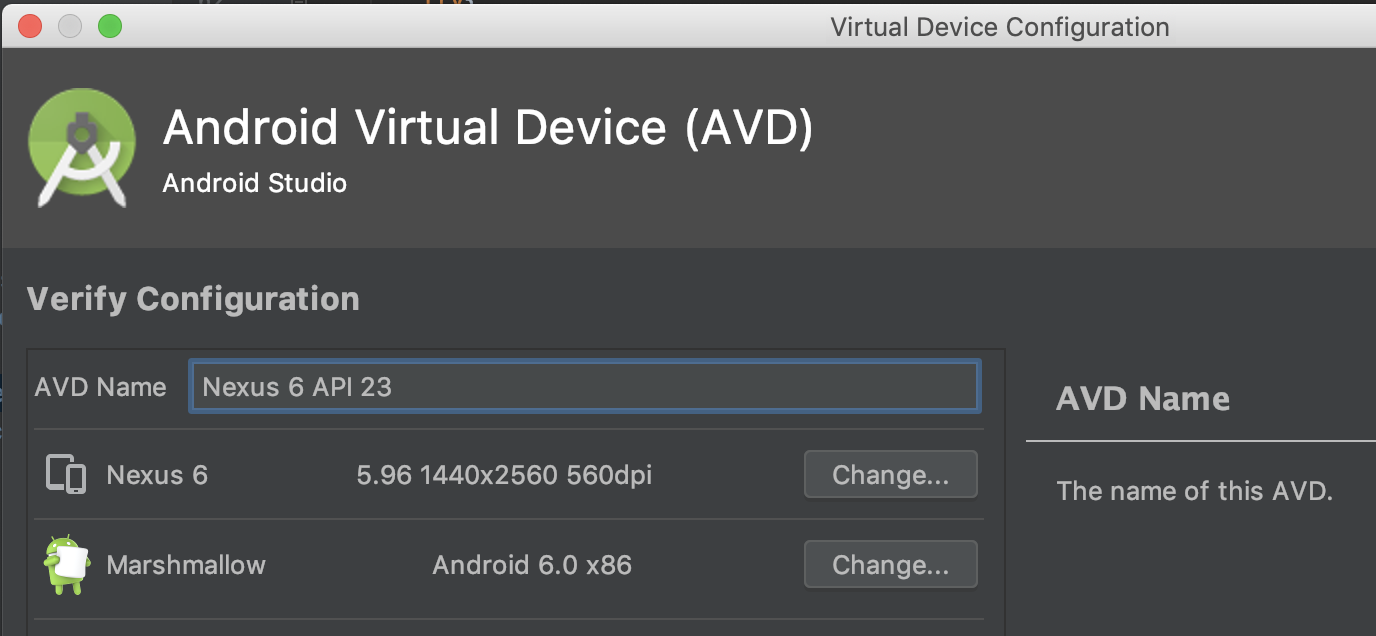 Virtual Device Configuration
Android Virtual Device (AVD)
Android Studio
Verify Configuration
AVD Name Nexus 6 API 23
Nexus 6 5.96 1440x2560 560dpi Change...
Marshmallow Android 6.0 x86 Change...
AVD Name
The name of this AVD.